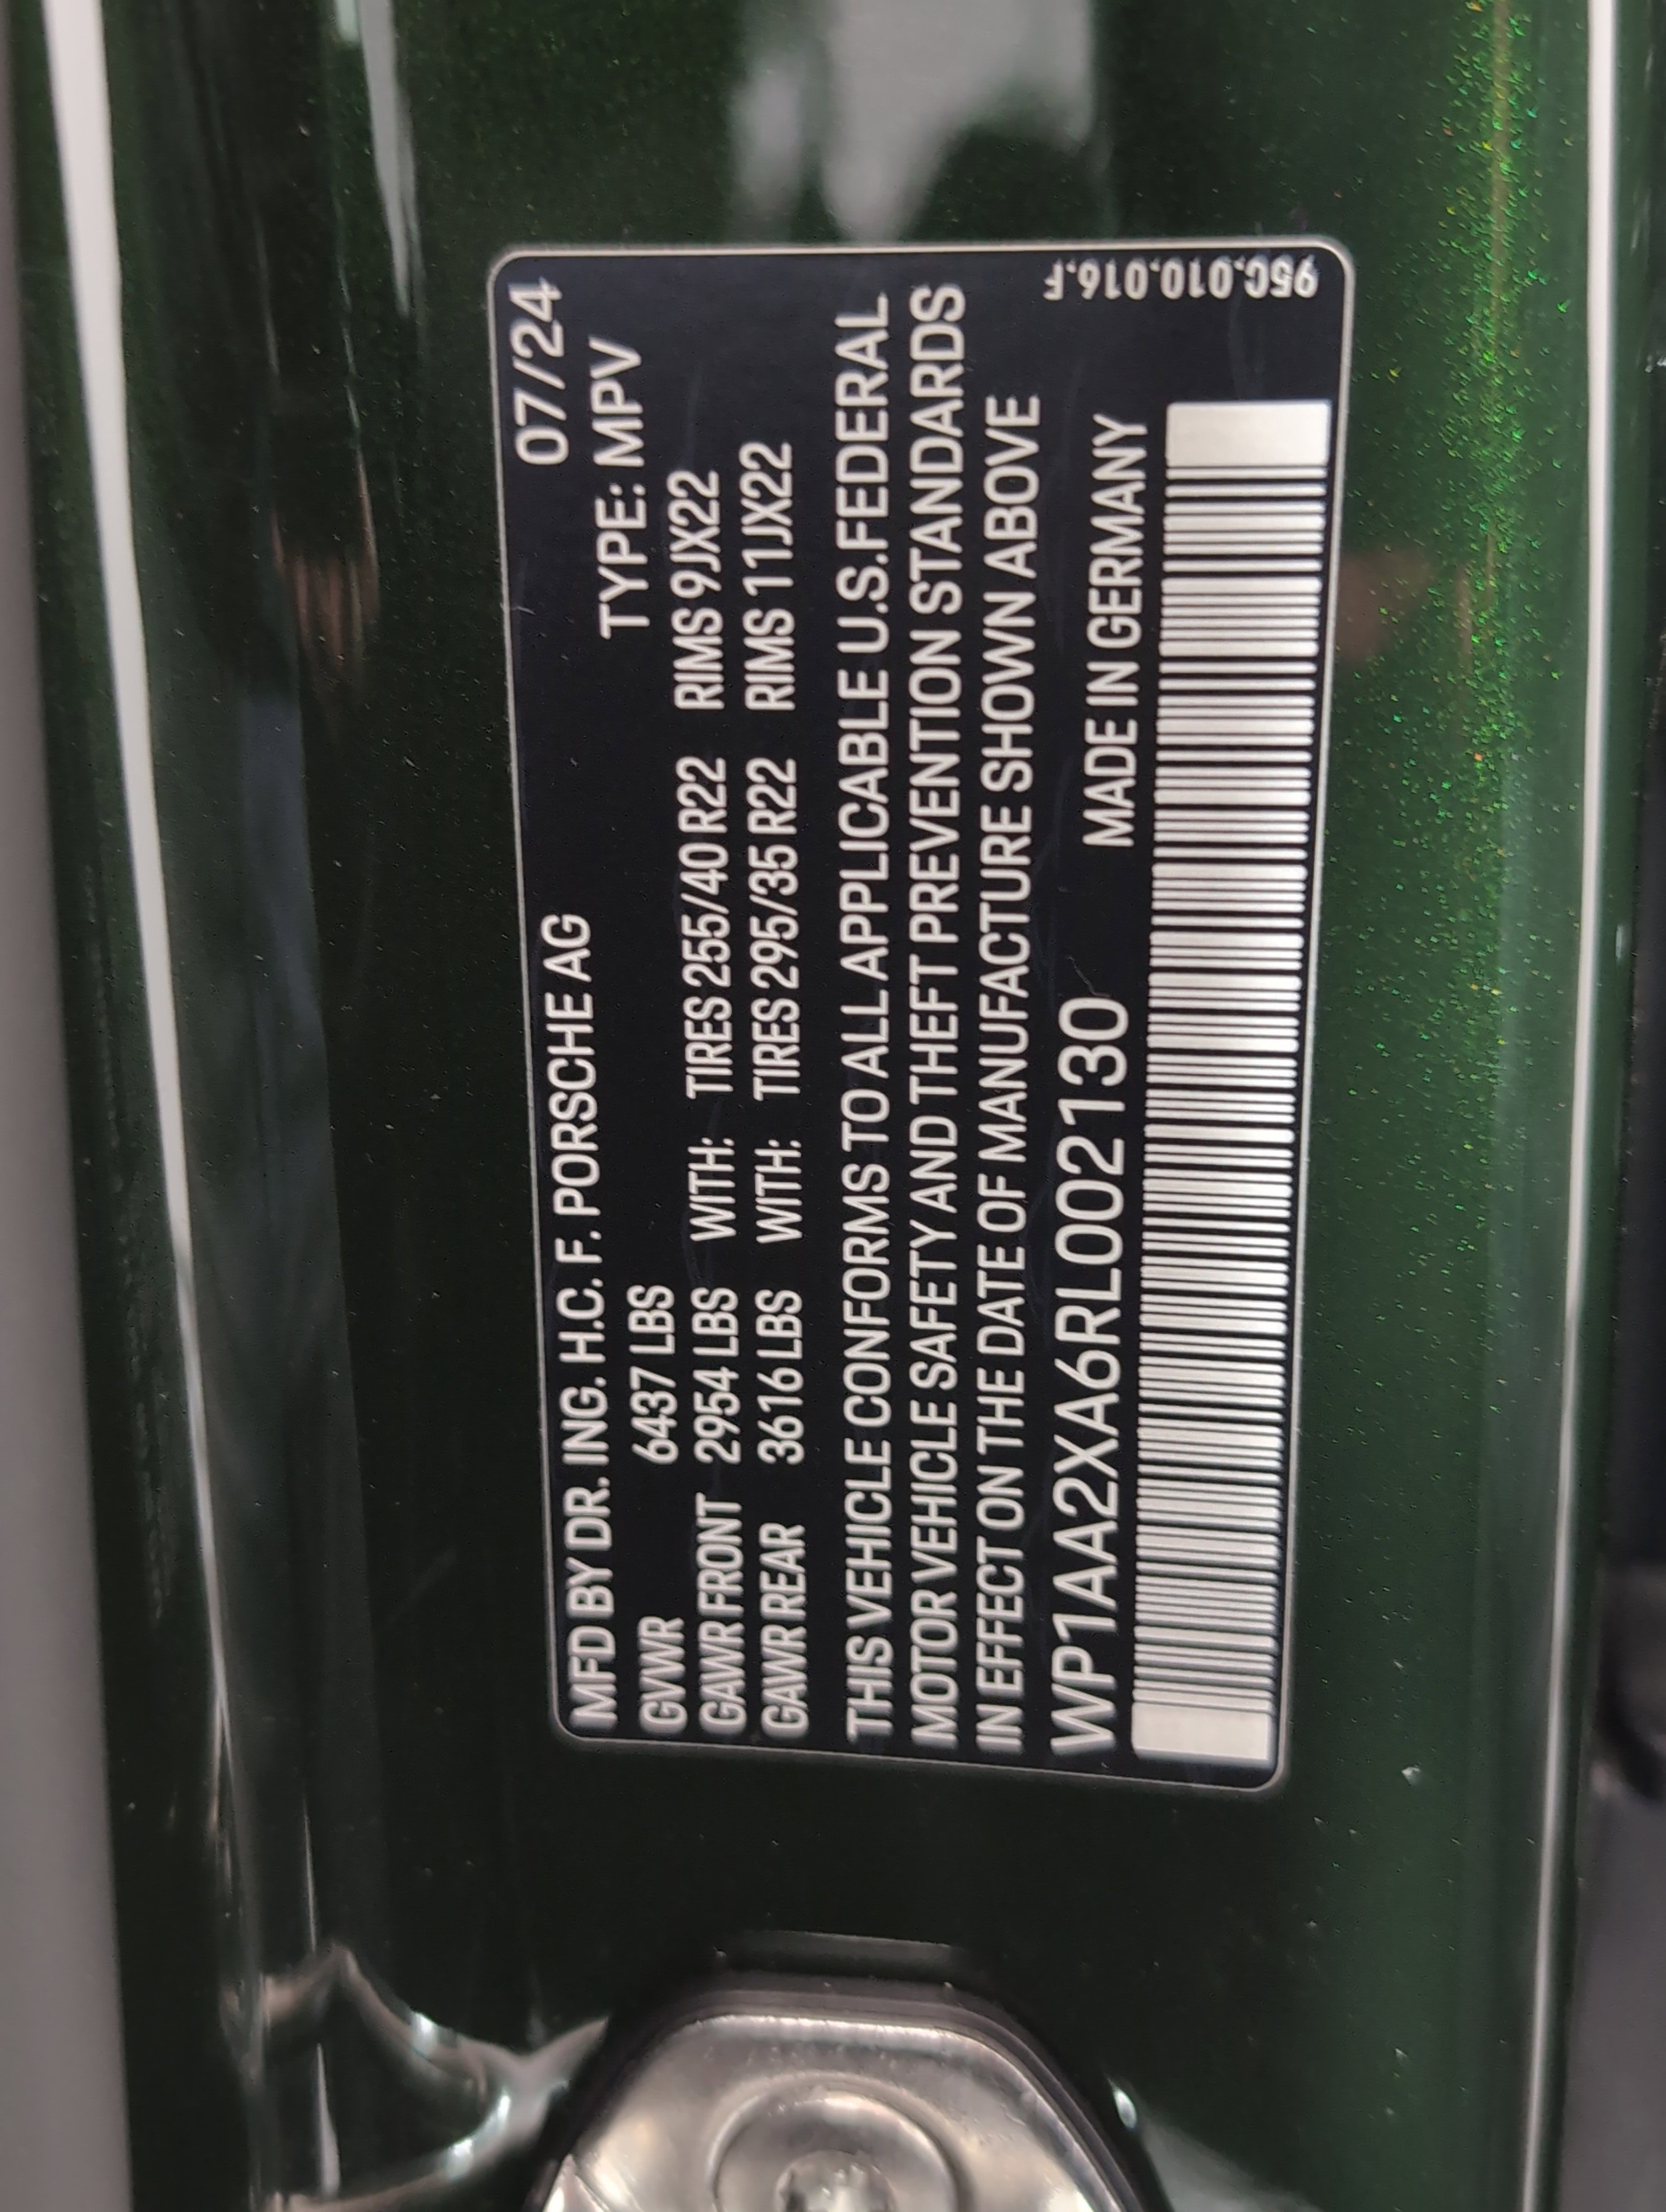 MFD BY DR. ING. H.C. F. PORSCHE AG 07/24
GVWR 6437 LBS TYPE: MPV
GAWR FRONT 2954 LBS WITH: TIRES 255/40 R22 RIMS 9JX22
GAWR REAR 3616 LBS WITH: TIRES 295/35 R22 RIMS 11JX22
THIS VEHICLE CONFORMS TO ALL APPLICABLE U.S.FEDERAL
MOTOR VEHICLE SAFETY AND THEFT PREVENTION STANDARDS
IN EFFECT ON THE DATE OF MANUFACTURE SHOWN ABOVE
WP1AA2XA6RL002130 MADE IN GERMANY
95C.010.016.F